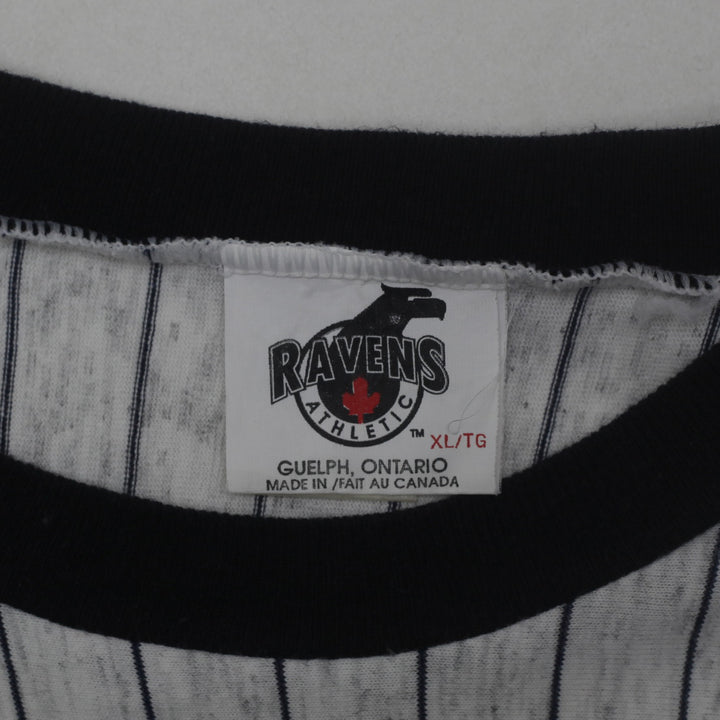 RAVENS
ATHLETIC
™ XL/TG
GUELPH, ONTARIO
MADE IN /FAIT AU CANADA